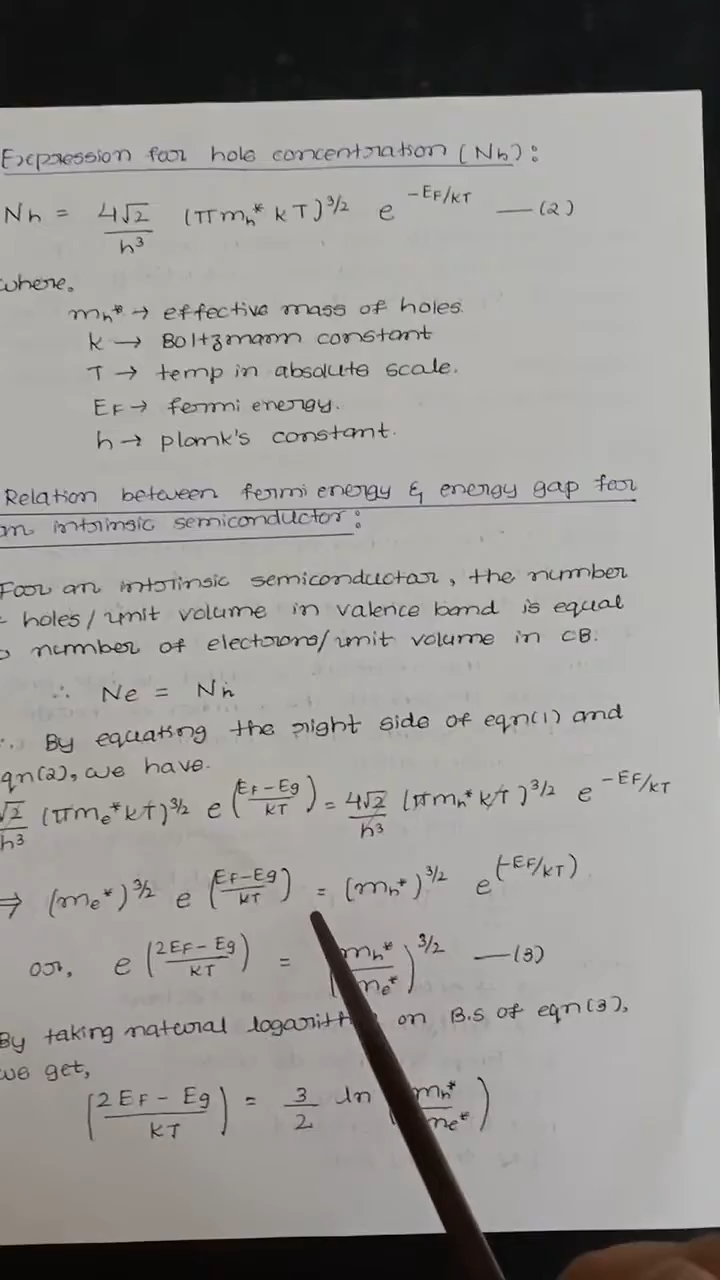 Expression for hole concentration (Nh):
Nh = 4√2/h³ (πmh* kT)^3/2 e^-EF/KT —(2)
where,
mh* → effective mass of holes.
k → Boltzmann constant
T → temp in absolute scale.
EF → fermi energy.
h → plank's constant.
Relation between fermi energy & energy gap for
an intrinsic semiconductor:
For an intrinsic semiconductor, the number
holes/unit volume in valence band is equal
number of electrons/unit volume in CB.
∴ Ne = Nh
∴ By equating the right side of eqn(1) and
qn(2), we have.
√2/h³ (πme*kT)^3/2 e^((EF-Eg)/KT) = 4√2/h³ (πmh*kT)^3/2 e^-EF/KT
⇒ (me*)^3/2 e^((EF-Eg)/KT) = (mh*)^3/2 e^(-EF/KT)
or, e^((2EF-Eg)/KT) = (mh*/me*)^3/2 —(3)
By taking natural logarith on B.S of eqn(3),
we get,
((2EF-Eg)/KT) = 3/2 ln (mh*/me*)